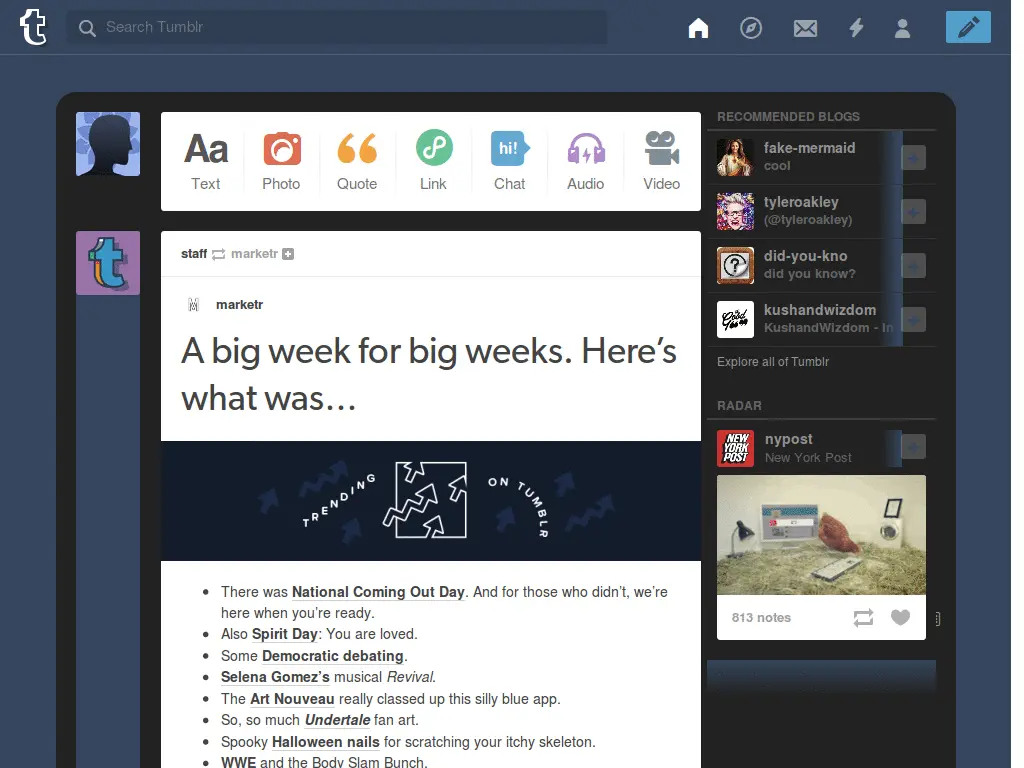 Search Tumblr
Aa
Text
Photo
Quote
Link
hi!
Chat
Audio
Video
staff marketr
marketr
A big week for big weeks. Here’s
what was…
TRENDING ON TUMBLR
There was National Coming Out Day. And for those who didn’t, we’re
here when you’re ready.
Also Spirit Day: You are loved.
Some Democratic debating.
Selena Gomez’s musical Revival.
The Art Nouveau really classed up this silly blue app.
So, so much Undertale fan art.
Spooky Halloween nails for scratching your itchy skeleton.
WWE and the Body Slam Bunch.
RECOMMENDED BLOGS
fake-mermaid
cool
tyleroakley
(@tyleroakley)
did-you-kno
did you know?
kushandwizdom
KushandWizdom - In
Explore all of Tumblr
RADAR
NEW
YORK
POST
nypost
New York Post
813 notes